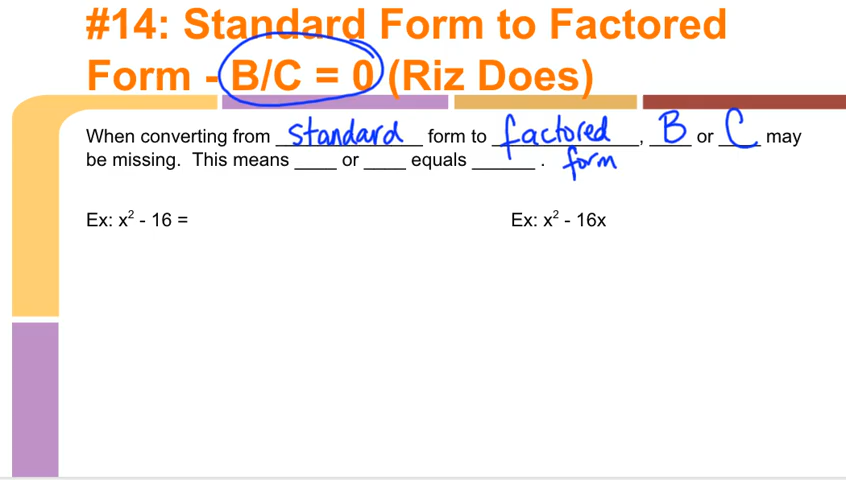 #14: Standard Form to Factored
Form - B/C = 0 (Riz Does)
When converting from standard form to factored form, B or C may
be missing. This means ____ or ____ equals ______ .
Ex: x² - 16 =
Ex: x² - 16x